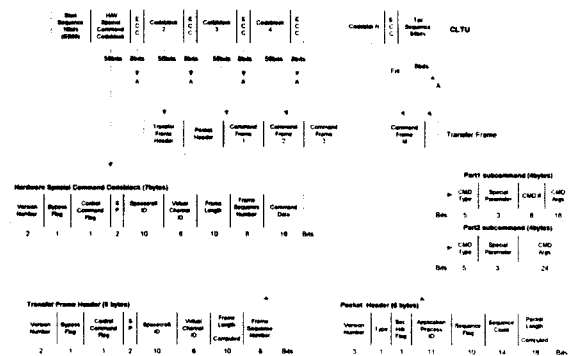 Start
Sequence
16bits
HAV
Special
Command
Codeblock
E
C
C
Codeblock
2
E
C
C
Codeblock
3
E
C
C
Codeblock
4
E
C
C
Codeblock N
E
C
C
Tail
Sequence
64bits
CLTU
56bits 8bits 56bits 8bits 56bits 8bits 56bits 8bits
Fill 8bits
A A A A A
Transfer
Frame
Header
Packet
Header
Command
Frame
1
Command
Frame
2
Command
Frame
3
Command
Frame
M
Transfer Frame
Hardware Special Command Codeblock (7bytes)
Version
Number
Bypass
Flag
Control
Command
Flag
S
P
Spacecraft
ID
Virtual
Channel
ID
Frame
Length
Frame
Sequence
Number
Command
Data
2 1 1 2 10 6 10 8 16 Bits
Part1 subcommand (4bytes)
CMD
Type
Special
Parameter
CMD #
CMD
Args
Bits 5 3 8 16
Part2 subcommand (4bytes)
CMD
Type
Special
Parameter
CMD
Args
Bits 5 3 24
Transfer Frame Header (5 bytes)
Version
Number
Bypass
Flag
Control
Command
Flag
S
P
Spacecraft
ID
Virtual
Channel
ID
Frame
Length
Computed
Frame
Sequence
Number
2 1 1 2 10 6 10 8 Bits
Packet Header (6 bytes)
Version
Number
Type
Sec
Hdr
Flag
Application
Process
ID
Sequence
Flag
Sequence
Count
Packet
Length
Computed
3 1 1 11 10 14 16 Bits